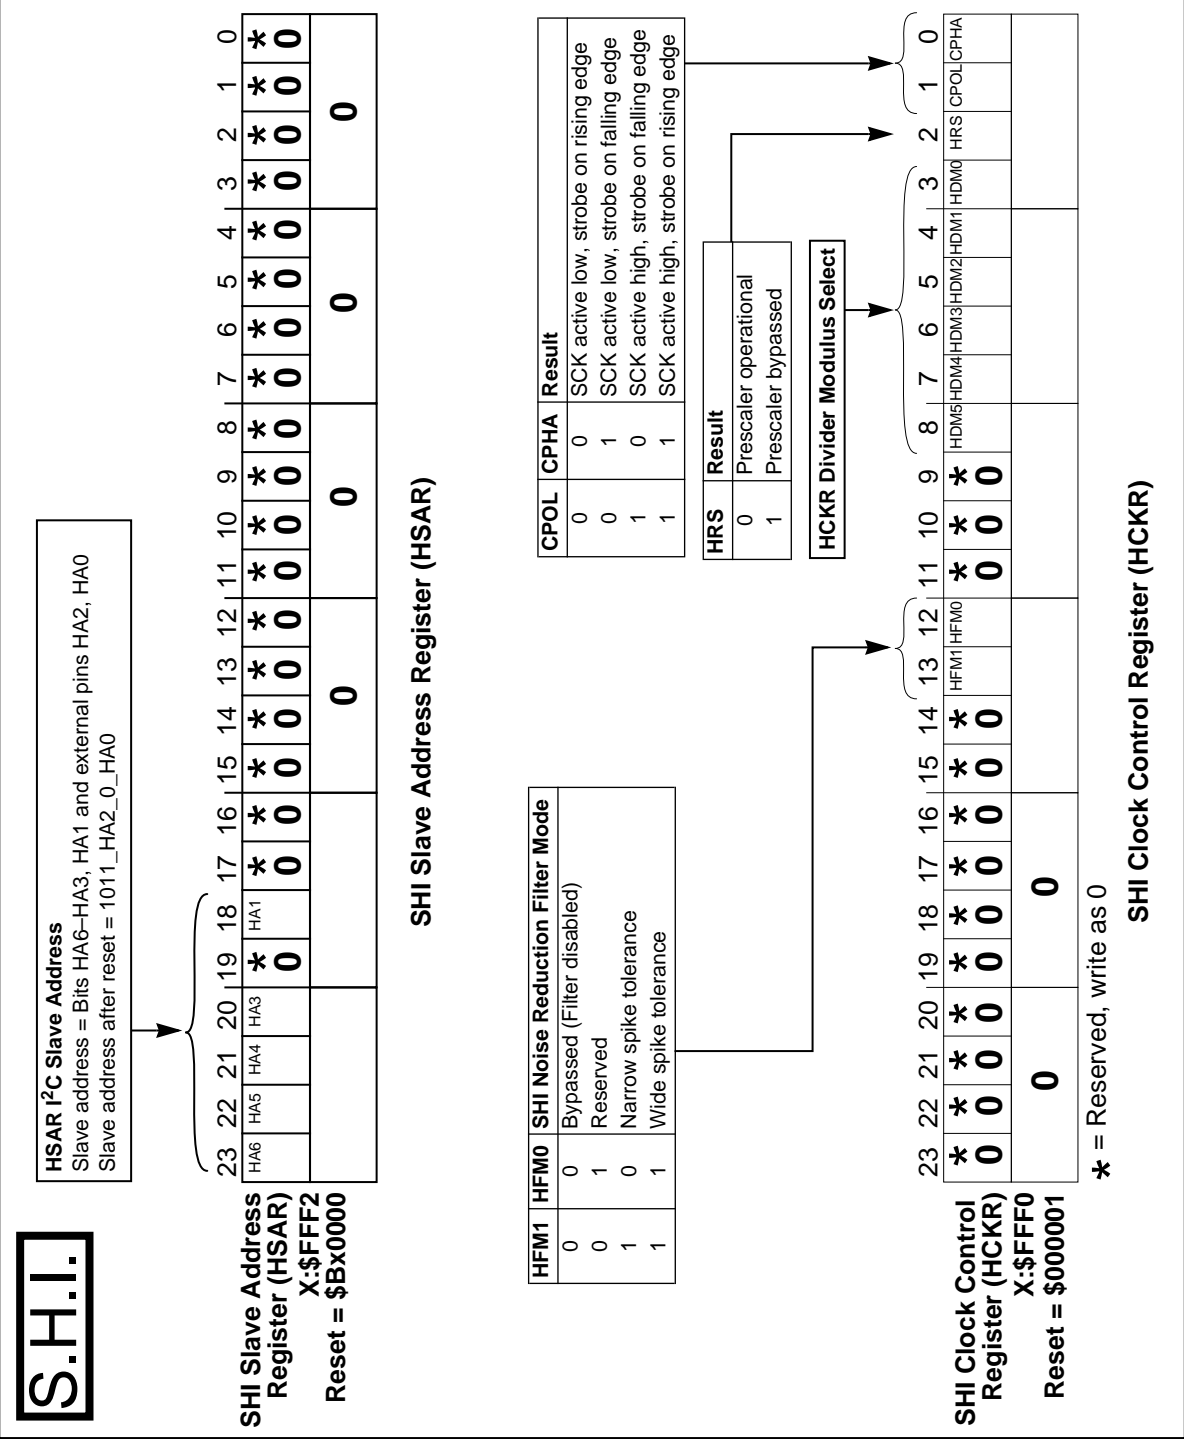 S.H.I.
HSAR I²C Slave Address
Slave address = Bits HA6–HA3, HA1 and external pins HA2, HA0
Slave address after reset = 1011_HA2_0_HA0
23 22 21 20 19 18 17 16 15 14 13 12 11 10 9 8 7 6 5 4 3 2 1 0
SHI Slave Address
Register (HSAR)
X:$FFF2
Reset = $Bx0000
HA6 HA5 HA4 HA3 * HA1 * * * * * * * * * * * * * * * * * *
0 0 0 0 0 0 0 0 0 0 0 0 0 0 0 0 0 0 0
0 0 0 0
SHI Slave Address Register (HSAR)
HFM1 HFM0 SHI Noise Reduction Filter Mode
0 0 Bypassed (Filter disabled)
0 1 Reserved
1 0 Narrow spike tolerance
1 1 Wide spike tolerance
CPOL CPHA Result
0 0 SCK active low, strobe on rising edge
0 1 SCK active low, strobe on falling edge
1 0 SCK active high, strobe on falling edge
1 1 SCK active high, strobe on rising edge
HRS Result
0 Prescaler operational
1 Prescaler bypassed
HCKR Divider Modulus Select
23 22 21 20 19 18 17 16 15 14 13 12 11 10 9 8 7 6 5 4 3 2 1 0
SHI Clock Control
Register (HCKR)
X:$FFF0
Reset = $000001
* * * * * * * * * * HFM1 HFM0 * * * HDM5 HDM4 HDM3 HDM2 HDM1 HDM0 HRS CPOL CPHA
0 0 0 0 0 0 0 0 0 0 0 0 0
0 0
* = Reserved, write as 0
SHI Clock Control Register (HCKR)